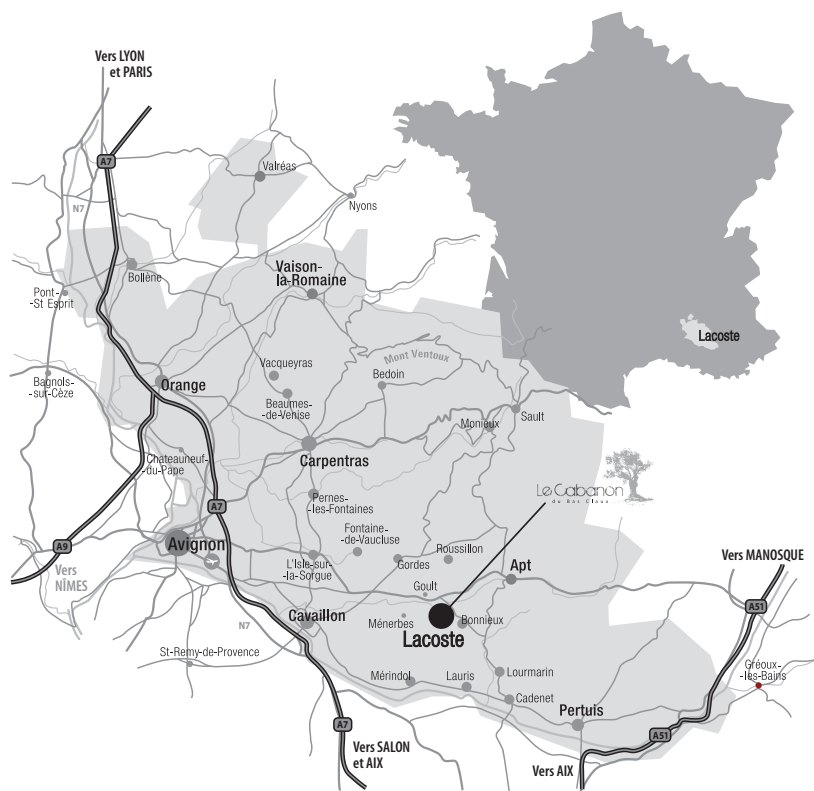 Vers LYON
et PARIS
A7
Valréas
N7
Nyons
Bollène
Vaison-
-la-Romaine
Pont-
-St Esprit
Lacoste
Mont Ventoux
Vacqueyras
Bedoin
Orange
Bagnols-
-sur-Cèze
Beaumes-
-de-Venise
Sault
Monieux
Chateauneuf-
-du-Pape
Carpentras
Le Cabanon
du Bas Claux
Pernes-
-les-Fontaines
A7
Fontaine-
-de-Vaucluse
Avignon
A9
Roussillon
Vers MANOSQUE
L'Isle-sur-
-la-Sorgue
Gordes
Apt
Vers
NÎMES
Goult
A51
Cavaillon
Ménerbes
Bonnieux
N7
Lacoste
St-Remy-de-Provence
Gréoux-
-les-Bains
Mérindol
Lauris
Lourmarin
Cadenet
Pertuis
A7
A51
Vers SALON
et AIX
Vers AIX